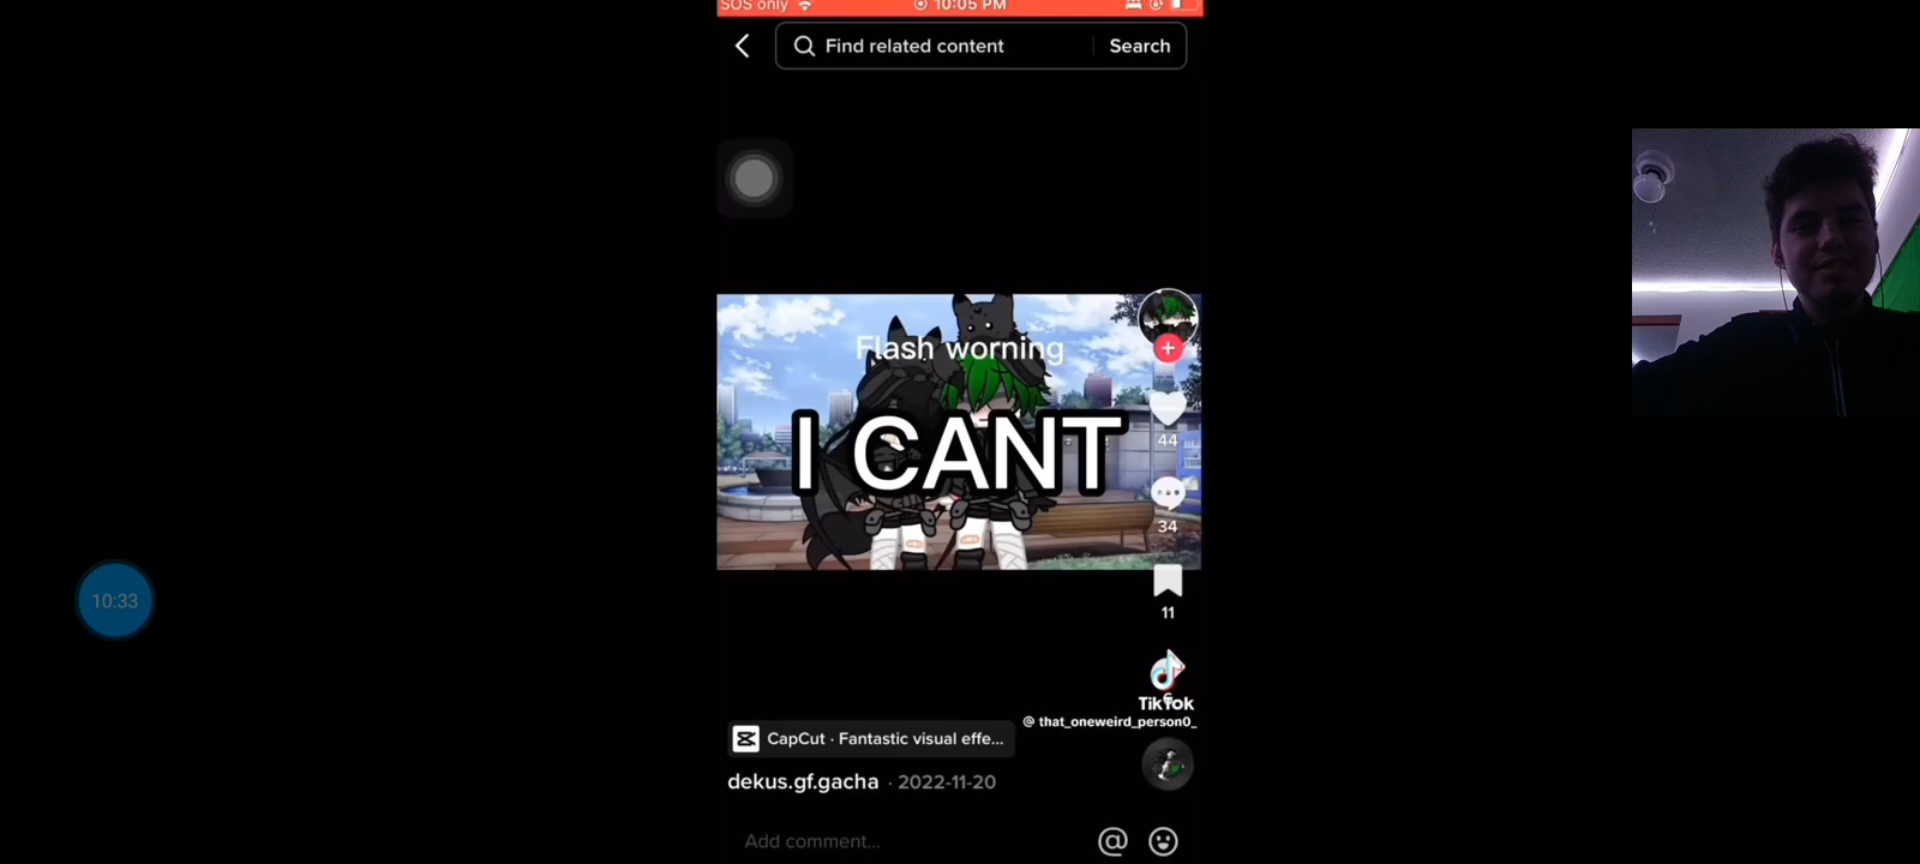 SOS only
10:05 PM
Find related content
Search
Flash worning
I CANT
44
34
11
TikTok
@ that_oneweird_person0_
CapCut · Fantastic visual effe...
dekus.gf.gacha · 2022-11-20
Add comment...
10:33